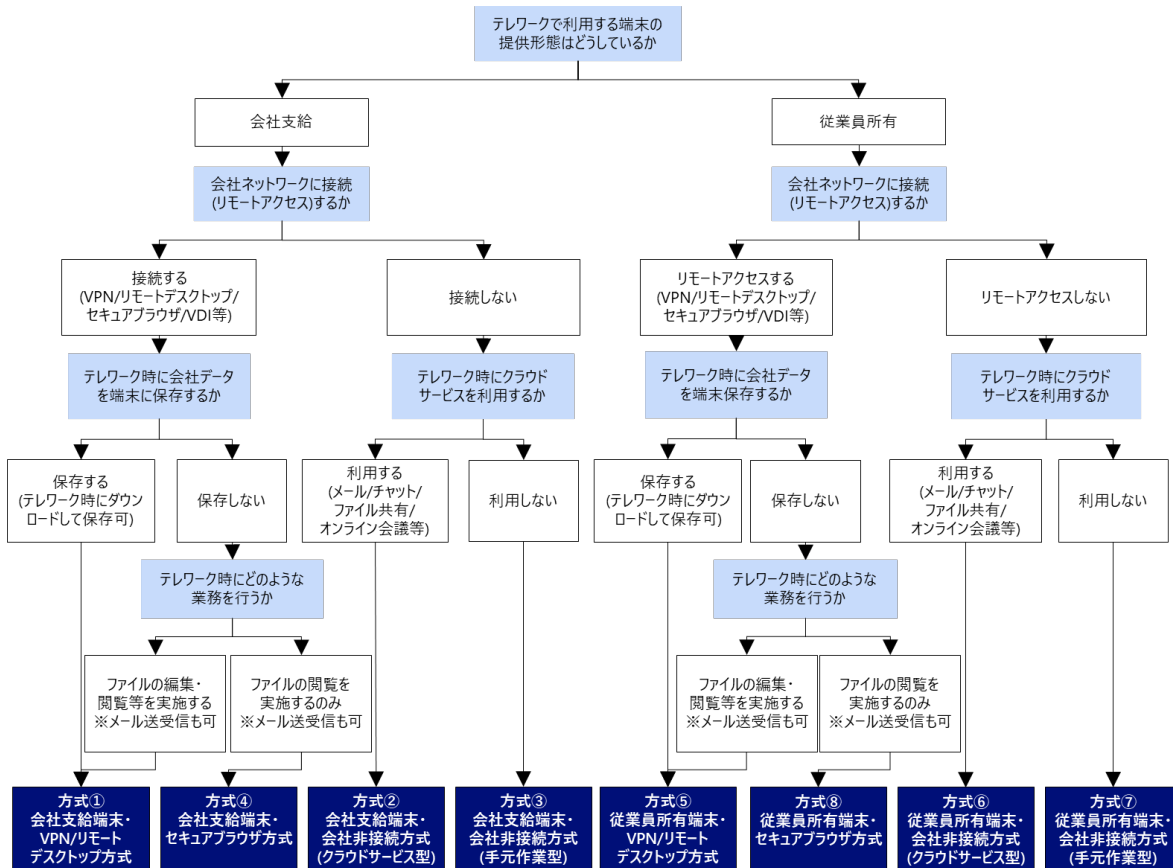 テレワークで利用する端末の
提供形態はどうしているか
会社支給
従業員所有
会社ネットワークに接続
(リモートアクセス)するか
会社ネットワークに接続
(リモートアクセス)するか
接続する
(VPN/リモートデスクトップ/
セキュアブラウザ/VDI等)
接続しない
リモートアクセスする
(VPN/リモートデスクトップ/
セキュアブラウザ/VDI等)
リモートアクセスしない
テレワーク時に会社データ
を端末に保存するか
テレワーク時にクラウド
サービスを利用するか
テレワーク時に会社データ
を端末保存するか
テレワーク時にクラウド
サービスを利用するか
保存する
(テレワーク時にダウン
ロードして保存可)
保存しない
利用する
(メール/チャット/
ファイル共有/
オンライン会議等)
利用しない
保存する
(テレワーク時にダウン
ロードして保存可)
保存しない
利用する
(メール/チャット/
ファイル共有/
オンライン会議等)
利用しない
テレワーク時にどのような
業務を行うか
テレワーク時にどのような
業務を行うか
ファイルの編集・
閲覧等を実施する
※メール送受信も可
ファイルの閲覧を
実施するのみ
※メール送受信も可
ファイルの編集・
閲覧等を実施する
※メール送受信も可
ファイルの閲覧を
実施するのみ
※メール送受信も可
方式①
会社支給端末・
VPN/リモート
デスクトップ方式
方式④
会社支給端末・
セキュアブラウザ方式
方式②
会社支給端末・
会社非接続方式
(クラウドサービス型)
方式③
会社支給端末・
会社非接続方式
(手元作業型)
方式⑤
従業員所有端末・
VPN/リモート
デスクトップ方式
方式⑧
従業員所有端末・
セキュアブラウザ方式
方式⑥
従業員所有端末・
会社非接続方式
(クラウドサービス型)
方式⑦
従業員所有端末・
会社非接続方式
(手元作業型)